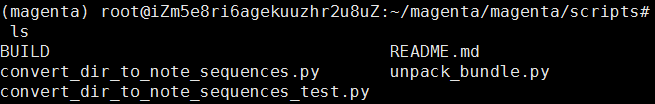 (magenta) root@iZm5e8ri6agekuuzhr2u8uZ:~/magenta/magenta/scripts#
ls
BUILD README.md
convert_dir_to_note_sequences.py unpack_bundle.py
convert_dir_to_note_sequences_test.py